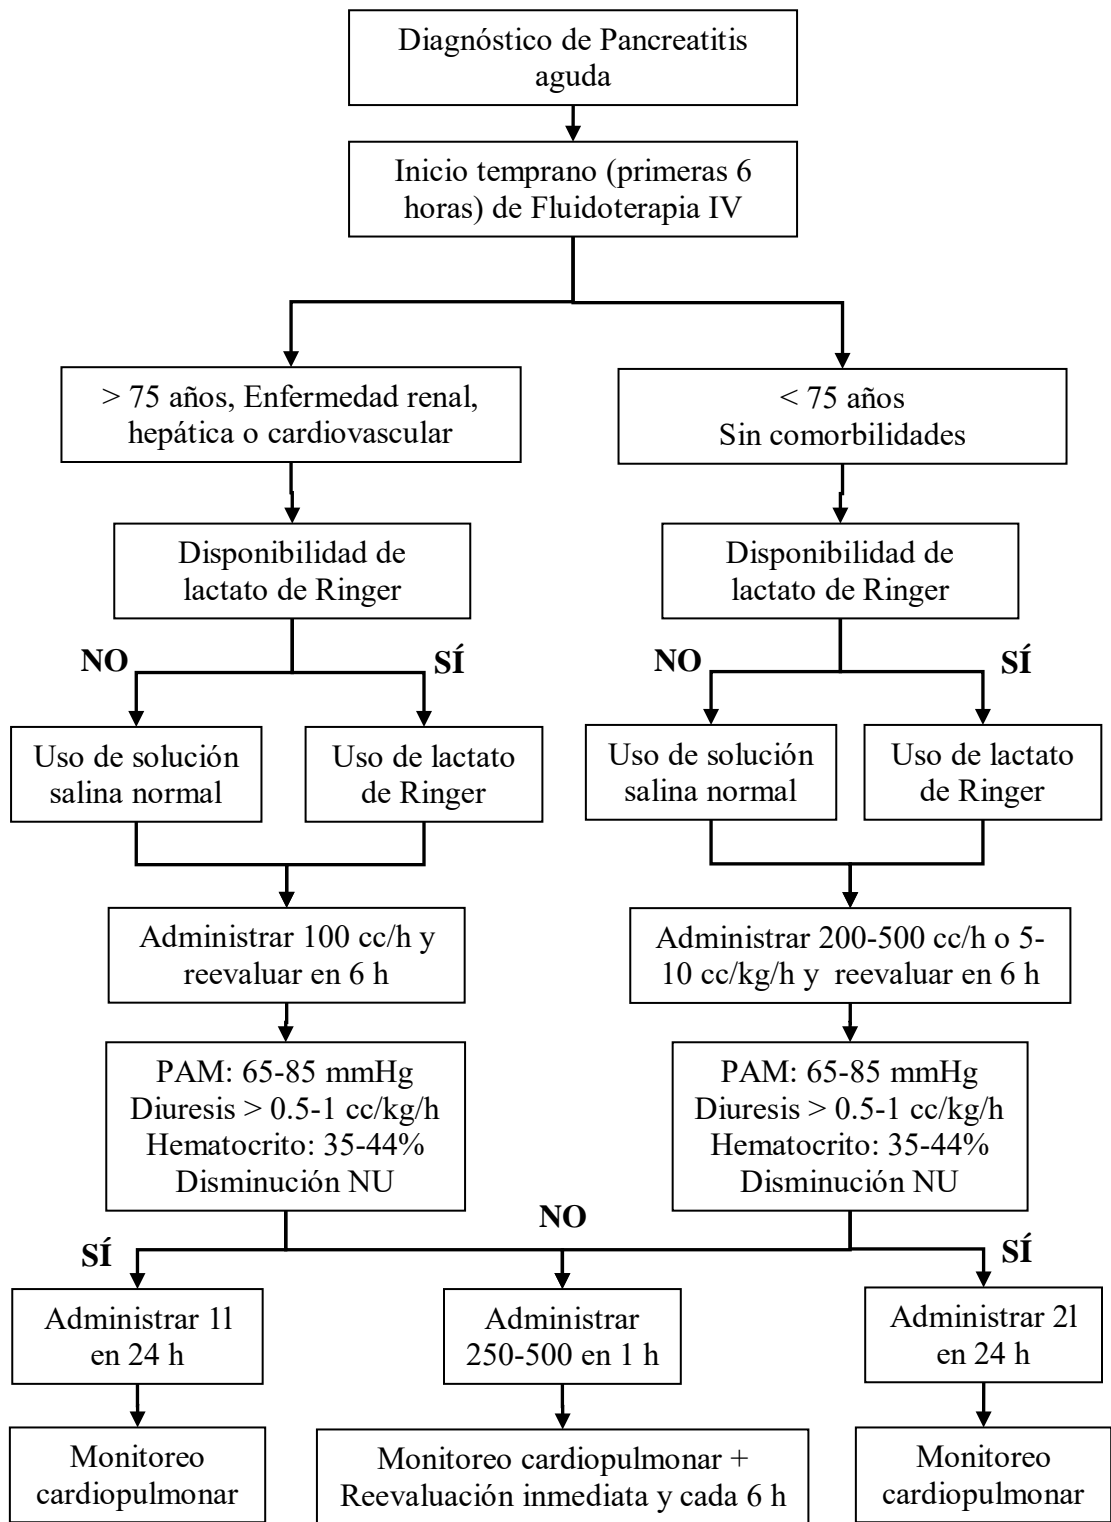 Diagnóstico de Pancreatitis
aguda
Inicio temprano (primeras 6
horas) de Fluidoterapia IV
> 75 años, Enfermedad renal,
hepática o cardiovascular
< 75 años
Sin comorbilidades
Disponibilidad de
lactato de Ringer
Disponibilidad de
lactato de Ringer
NO
SÍ
NO
SÍ
Uso de solución
salina normal
Uso de lactato
de Ringer
Uso de solución
salina normal
Uso de lactato
de Ringer
Administrar 100 cc/h y
reevaluar en 6 h
Administrar 200-500 cc/h o 5-
10 cc/kg/h y reevaluar en 6 h
PAM: 65-85 mmHg
Diuresis > 0.5-1 cc/kg/h
Hematocrito: 35-44%
Disminución NU
PAM: 65-85 mmHg
Diuresis > 0.5-1 cc/kg/h
Hematocrito: 35-44%
Disminución NU
SÍ
NO
SÍ
Administrar 1l
en 24 h
Administrar
250-500 en 1 h
Administrar 2l
en 24 h
Monitoreo
cardiopulmonar
Monitoreo cardiopulmonar +
Reevaluación inmediata y cada 6 h
Monitoreo
cardiopulmonar